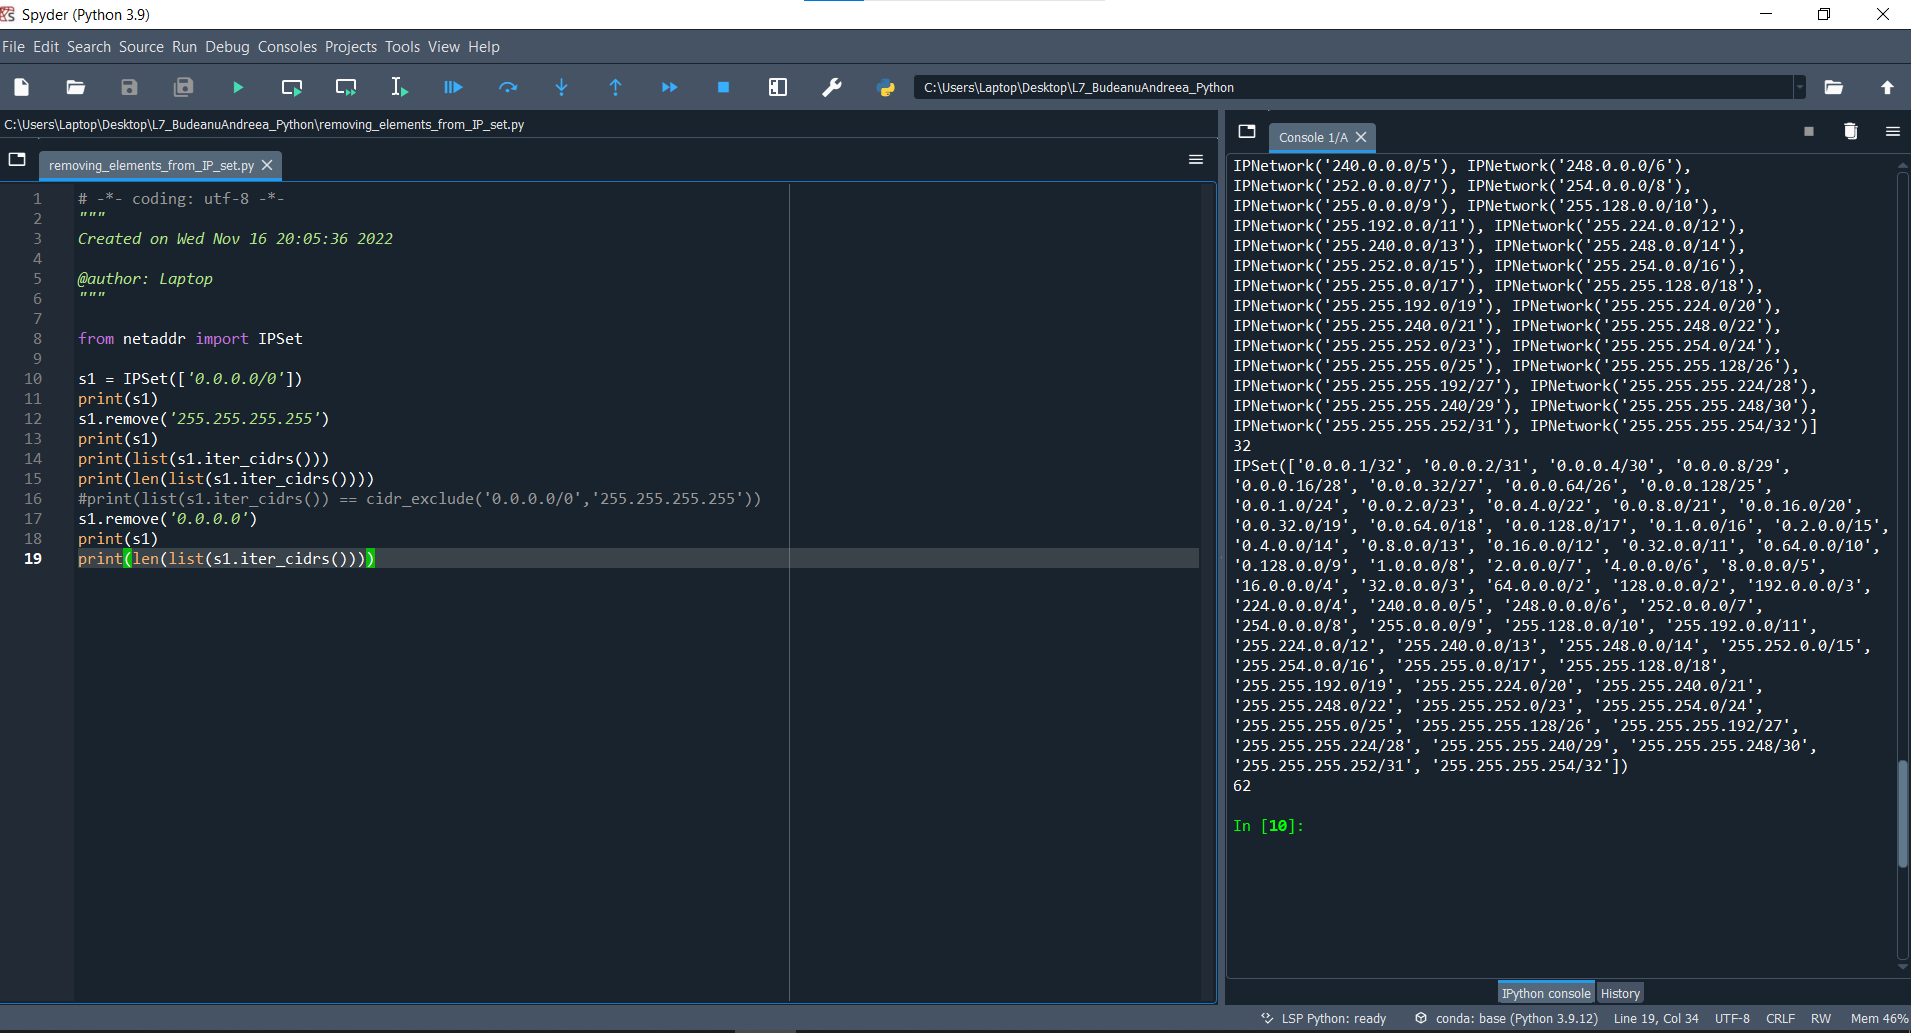 Spyder (Python 3.9)
File Edit Search Source Run Debug Consoles Projects Tools View Help
C:\Users\Laptop\Desktop\L7_BudeanuAndreea_Python
C:\Users\Laptop\Desktop\L7_BudeanuAndreea_Python\removing_elements_from_IP_set.py
removing_elements_from_IP_set.py
1 # -*- coding: utf-8 -*-
2 """
3 Created on Wed Nov 16 20:05:36 2022
4
5 @author: Laptop
6 """
7
8 from netaddr import IPSet
9
10 s1 = IPSet(['0.0.0.0/0'])
11 print(s1)
12 s1.remove('255.255.255.255')
13 print(s1)
14 print(list(s1.iter_cidrs()))
15 print(len(list(s1.iter_cidrs())))
16 #print(list(s1.iter_cidrs()) == cidr_exclude('0.0.0.0/0','255.255.255.255'))
17 s1.remove('0.0.0.0')
18 print(s1)
19 print(len(list(s1.iter_cidrs())))
Console 1/A
IPNetwork('240.0.0.0/5'), IPNetwork('248.0.0.0/6'),
IPNetwork('252.0.0.0/7'), IPNetwork('254.0.0.0/8'),
IPNetwork('255.0.0.0/9'), IPNetwork('255.128.0.0/10'),
IPNetwork('255.192.0.0/11'), IPNetwork('255.224.0.0/12'),
IPNetwork('255.240.0.0/13'), IPNetwork('255.248.0.0/14'),
IPNetwork('255.252.0.0/15'), IPNetwork('255.254.0.0/16'),
IPNetwork('255.255.0.0/17'), IPNetwork('255.255.128.0/18'),
IPNetwork('255.255.192.0/19'), IPNetwork('255.255.224.0/20'),
IPNetwork('255.255.240.0/21'), IPNetwork('255.255.248.0/22'),
IPNetwork('255.255.252.0/23'), IPNetwork('255.255.254.0/24'),
IPNetwork('255.255.255.0/25'), IPNetwork('255.255.255.128/26'),
IPNetwork('255.255.255.192/27'), IPNetwork('255.255.255.224/28'),
IPNetwork('255.255.255.240/29'), IPNetwork('255.255.255.248/30'),
IPNetwork('255.255.255.252/31'), IPNetwork('255.255.255.254/32')]
32
IPSet(['0.0.0.1/32', '0.0.0.2/31', '0.0.0.4/30', '0.0.0.8/29',
'0.0.0.16/28', '0.0.0.32/27', '0.0.0.64/26', '0.0.0.128/25',
'0.0.1.0/24', '0.0.2.0/23', '0.0.4.0/22', '0.0.8.0/21', '0.0.16.0/20',
'0.0.32.0/19', '0.0.64.0/18', '0.0.128.0/17', '0.1.0.0/16', '0.2.0.0/15',
'0.4.0.0/14', '0.8.0.0/13', '0.16.0.0/12', '0.32.0.0/11', '0.64.0.0/10',
'0.128.0.0/9', '1.0.0.0/8', '2.0.0.0/7', '4.0.0.0/6', '8.0.0.0/5',
'16.0.0.0/4', '32.0.0.0/3', '64.0.0.0/2', '128.0.0.0/2', '192.0.0.0/3',
'224.0.0.0/4', '240.0.0.0/5', '248.0.0.0/6', '252.0.0.0/7',
'254.0.0.0/8', '255.0.0.0/9', '255.128.0.0/10', '255.192.0.0/11',
'255.224.0.0/12', '255.240.0.0/13', '255.248.0.0/14', '255.252.0.0/15',
'255.254.0.0/16', '255.255.0.0/17', '255.255.128.0/18',
'255.255.192.0/19', '255.255.224.0/20', '255.255.240.0/21',
'255.255.248.0/22', '255.255.252.0/23', '255.255.254.0/24',
'255.255.255.0/25', '255.255.255.128/26', '255.255.255.192/27',
'255.255.255.224/28', '255.255.255.240/29', '255.255.255.248/30',
'255.255.255.252/31', '255.255.255.254/32'])
62
In [10]:
IPython console History
LSP Python: ready conda: base (Python 3.9.12) Line 19, Col 34 UTF-8 CRLF RW Mem 46%